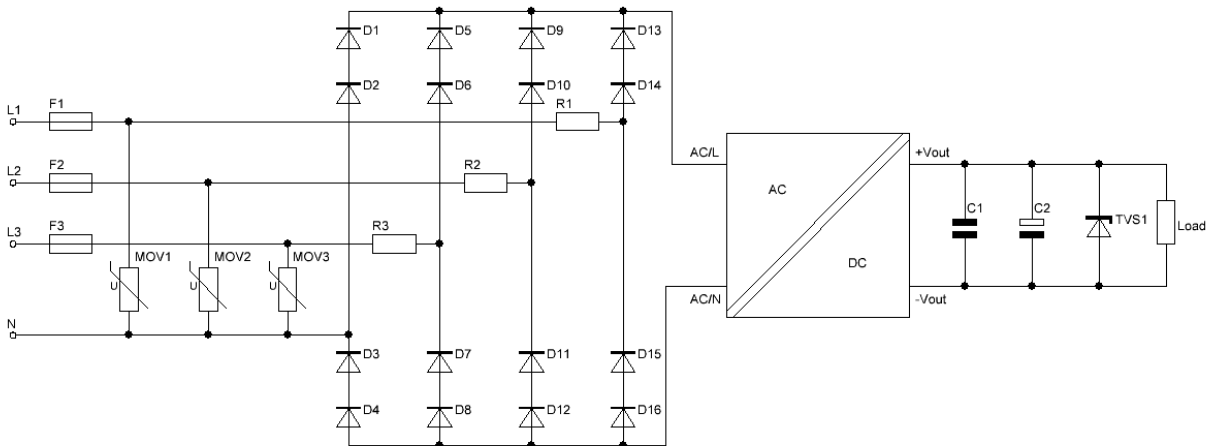 D1 D5 D9 D13
D2 D6 D10 D14
L1 F1 R1
L2 F2 R2
L3 F3 R3
MOV1 MOV2 MOV3
U U U
N
D3 D7 D11 D15
D4 D8 D12 D16
AC/L AC +Vout
C1 C2 TVS1 Load
DC
AC/N -Vout